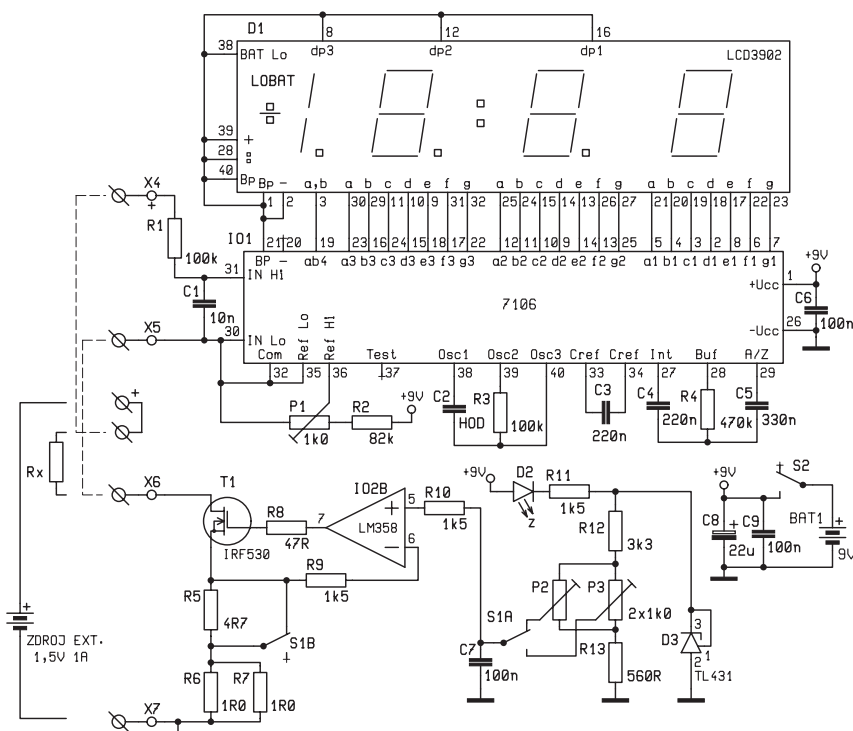 8 12 16
D1
dp3 dp2 dp1
38 BAT Lo LCD3902
LOBAT
39 +
28
40 Bp
Bp - a,b a b c d e f g a b c d e f g a b c d e f g
1 2 3 30 29 11 10 9 31 32 25 24 15 14 13 26 27 21 20 19 18 17 22 23
X4
+
R1
100k
IO1
21 20 19 23 16 24 15 18 17 22 12 11 10 9 14 13 25 5 4 3 2 8 6 7
BP - ab4 a3 b3 c3 d3 e3 f3 g3 a2 b2 c2 d2 e2 f2 g2 a1 b1 c1 d1 e1 f1 g1
31 IN H1
7106
+Ucc 1
+9V
C1
10n
C6
100n
-Ucc 26
X5
30 IN Lo
Ref Lo
Ref H1
Com Test Osc1 Osc2 Osc3 Cref Cref Int Buf A/Z
32 35 36 37 38 39 40 33 34 27 28 29
P1
1k0
R2
82k
+9V
C2
HOD
R3
100k
C3
220n
C4
220n
R4
470k
C5
330n
+
Rx
X6
T1
IRF530
R8
47R
7
IO2B
LM358
+ 5
- 6
R10
1k5
R9
1k5
+9V
D2
Z
R11
1k5
R12
3k3
P2 P3
2x1k0
S1A
C7
100n
R13
560R
D3
3
1
2
TL431
+9V
S2
C8
+
22u
C9
100n
BAT1
+
9V
R5
4R7
S1B
R6
1R0
R7
1R0
+
ZDROJ EXT.
1,5V 1A
X7